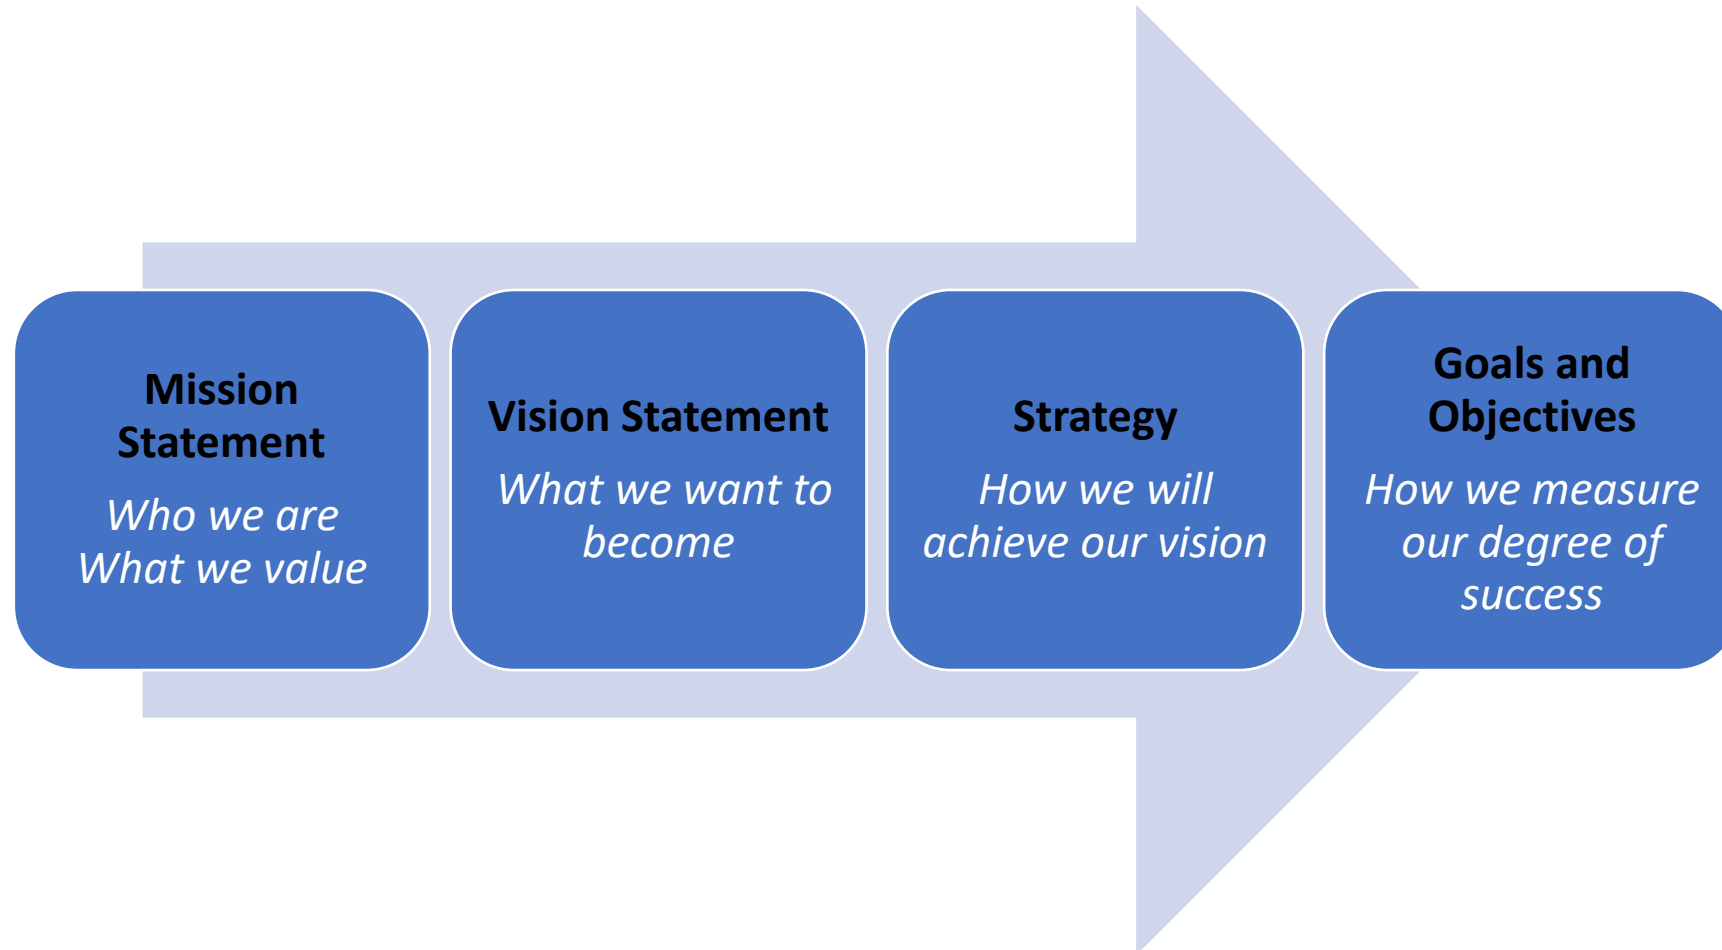 Mission
Statement
Who we are
What we value
Vision Statement
What we want to
become
Strategy
How we will
achieve our vision
Goals and
Objectives
How we measure
our degree of
success